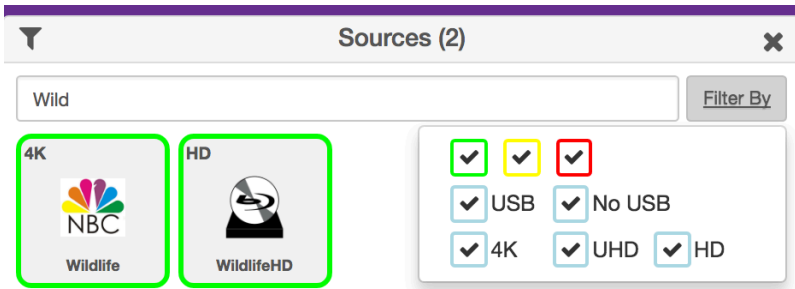 Sources (2)
Wild
Filter By
4K
HD
NBC
Wildlife
WildlifeHD
USB
No USB
4K
UHD
HD